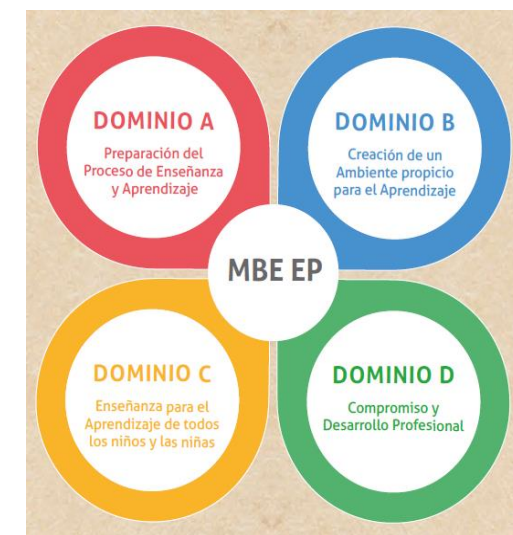 DOMINIO A
Preparación del
Proceso de Enseñanza
y Aprendizaje
DOMINIO B
Creación de un
Ambiente propicio
para el Aprendizaje
MBE EP
DOMINIO C
Enseñanza para el
Aprendizaje de todos
los niños y las niñas
DOMINIO D
Compromiso y
Desarrollo Profesional